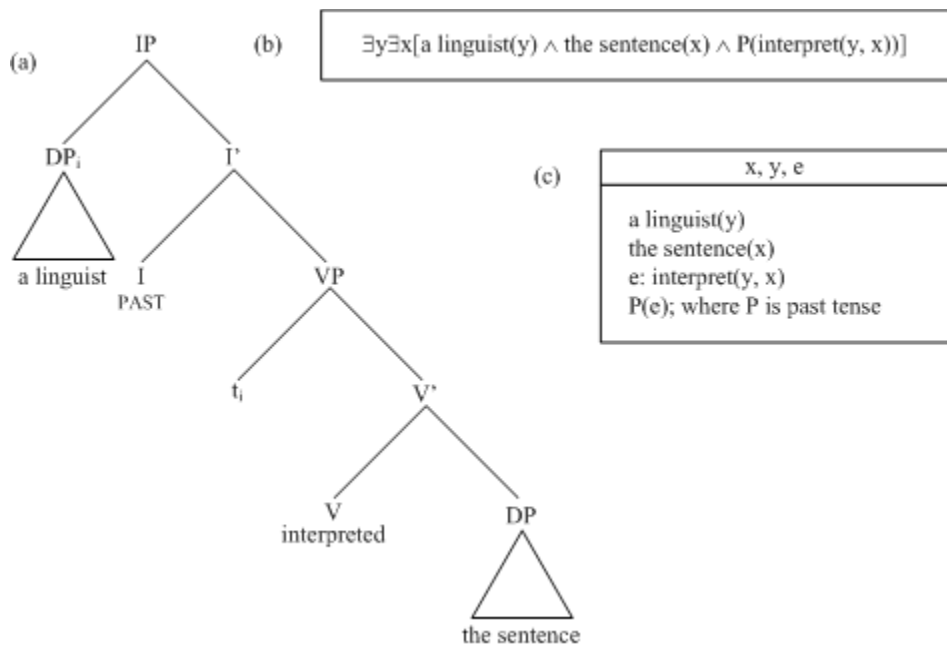 (a)
IP
DPᵢ
I’
a linguist
I
PAST
VP
tᵢ
V’
V
interpreted
DP
the sentence
(b)
∃y∃x[a linguist(y) ∧ the sentence(x) ∧ P(interpret(y, x))]
(c)
x, y, e
a linguist(y)
the sentence(x)
e: interpret(y, x)
P(e); where P is past tense